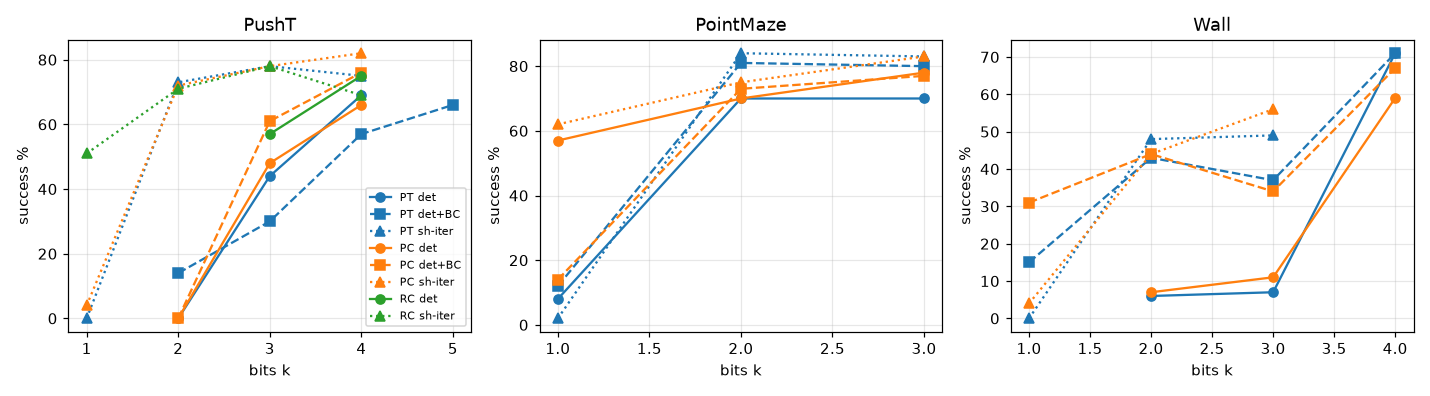 PushT
success %
80
60
40
20
0
1 2 3 4 5
bits k
PT det
PT det+BC
PT sh-iter
PC det
PC det+BC
PC sh-iter
RC det
RC sh-iter
PointMaze
success %
80
60
40
20
0
1.0 1.5 2.0 2.5 3.0
bits k
Wall
success %
70
60
50
40
30
20
10
0
1.0 1.5 2.0 2.5 3.0 3.5 4.0
bits k